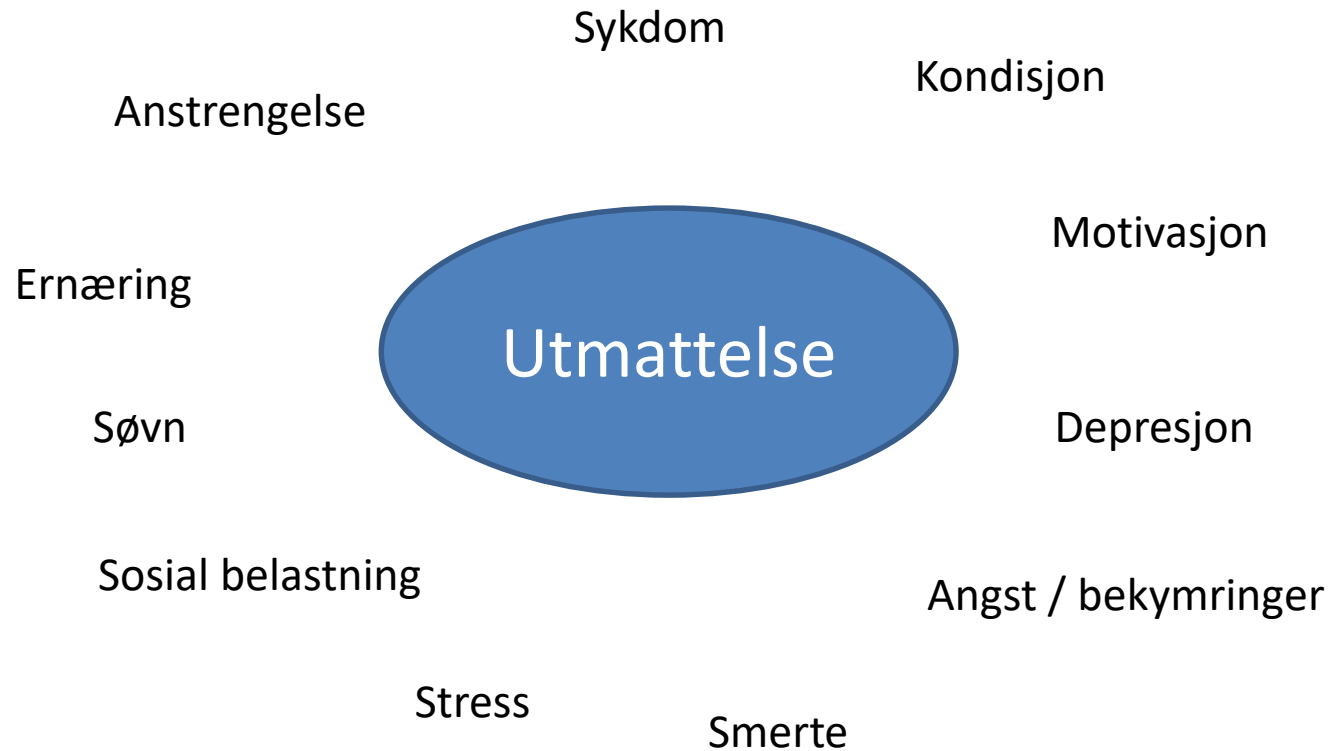 Sykdom
Kondisjon
Anstrengelse
Motivasjon
Ernæring
Utmattelse
Søvn
Depresjon
Sosial belastning
Angst / bekymringer
Stress
Smerte